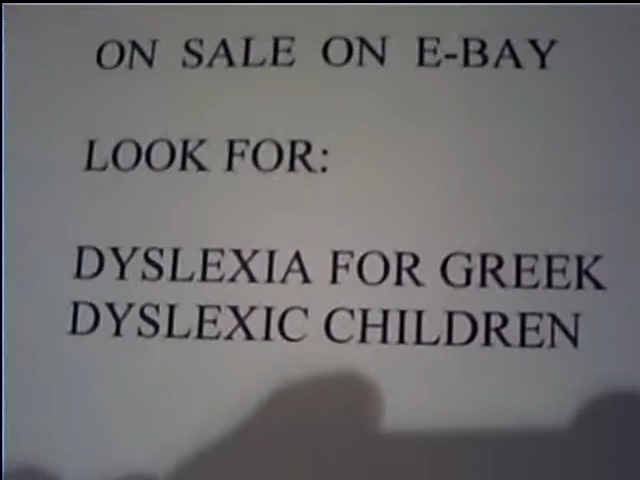 ON SALE ON E-BAY
LOOK FOR:
DYSLEXIA FOR GREEK
DYSLEXIC CHILDREN